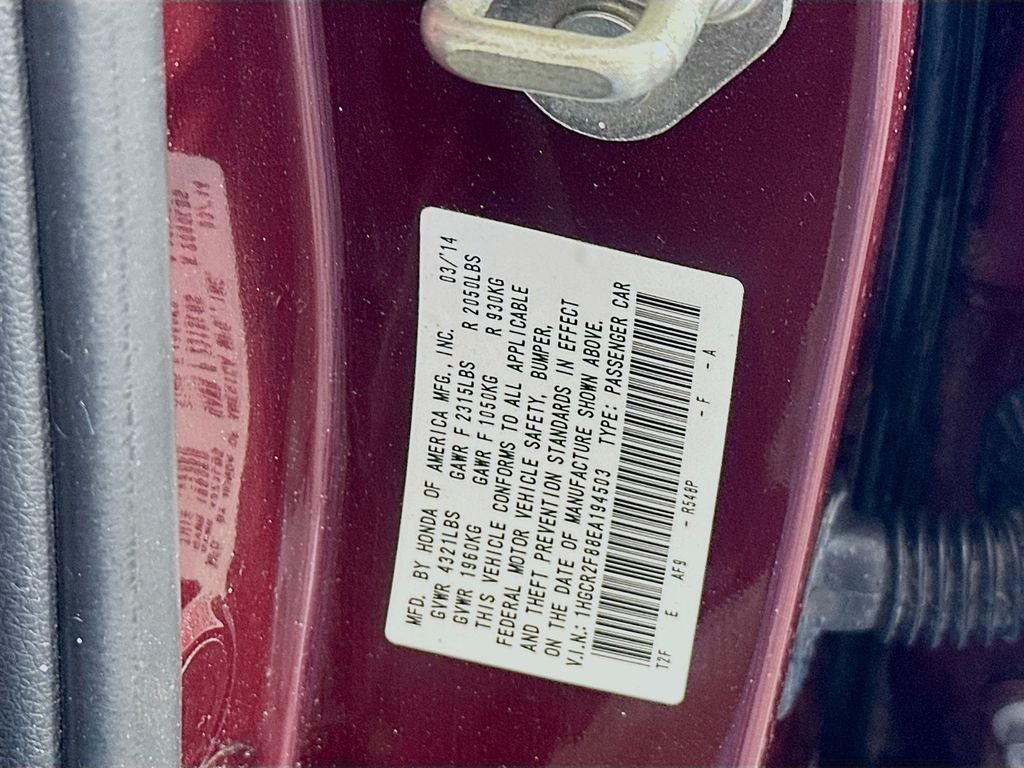 MFD. BY HONDA OF AMERICA MFG., INC. 03/'14
GVWR 4321LBS GAWR F 2315LBS R 2050LBS
GVWR 1960KG GAWR F 1050KG R 930KG
THIS VEHICLE CONFORMS TO ALL APPLICABLE
FEDERAL MOTOR VEHICLE SAFETY, BUMPER,
AND THEFT PREVENTION STANDARDS IN EFFECT
ON THE DATE OF MANUFACTURE SHOWN ABOVE.
V.I.N.: 1HGCR2F88EA194503 TYPE: PASSENGER CAR
T2F E AF9 - R548P - F - A